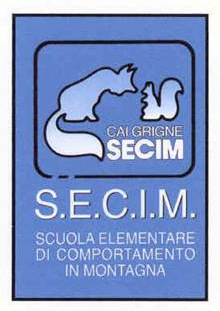 CAI GRIGNE
SECIM
S.E.C.I.M.
SCUOLA ELEMENTARE
DI COMPORTAMENTO
IN MONTAGNA